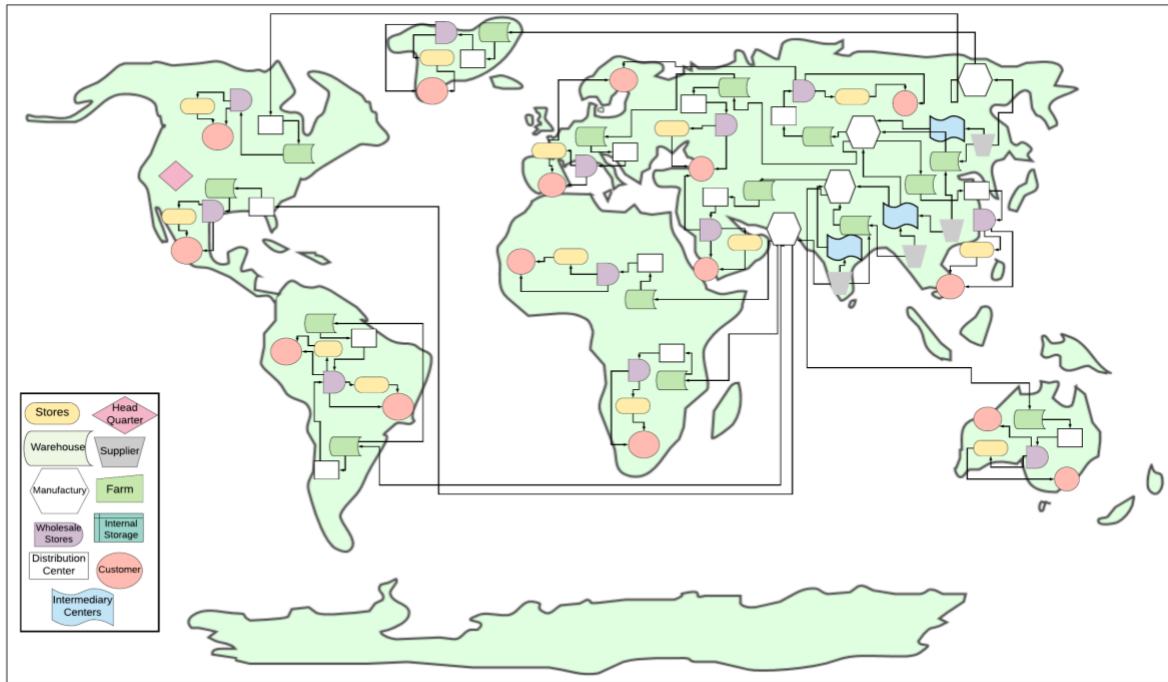 Stores
Head
Quarter
Warehouse
Supplier
Manufactury
Farm
Wholesale
Stores
Internal
Storage
Distribution
Center
Customer
Intermediary
Centers